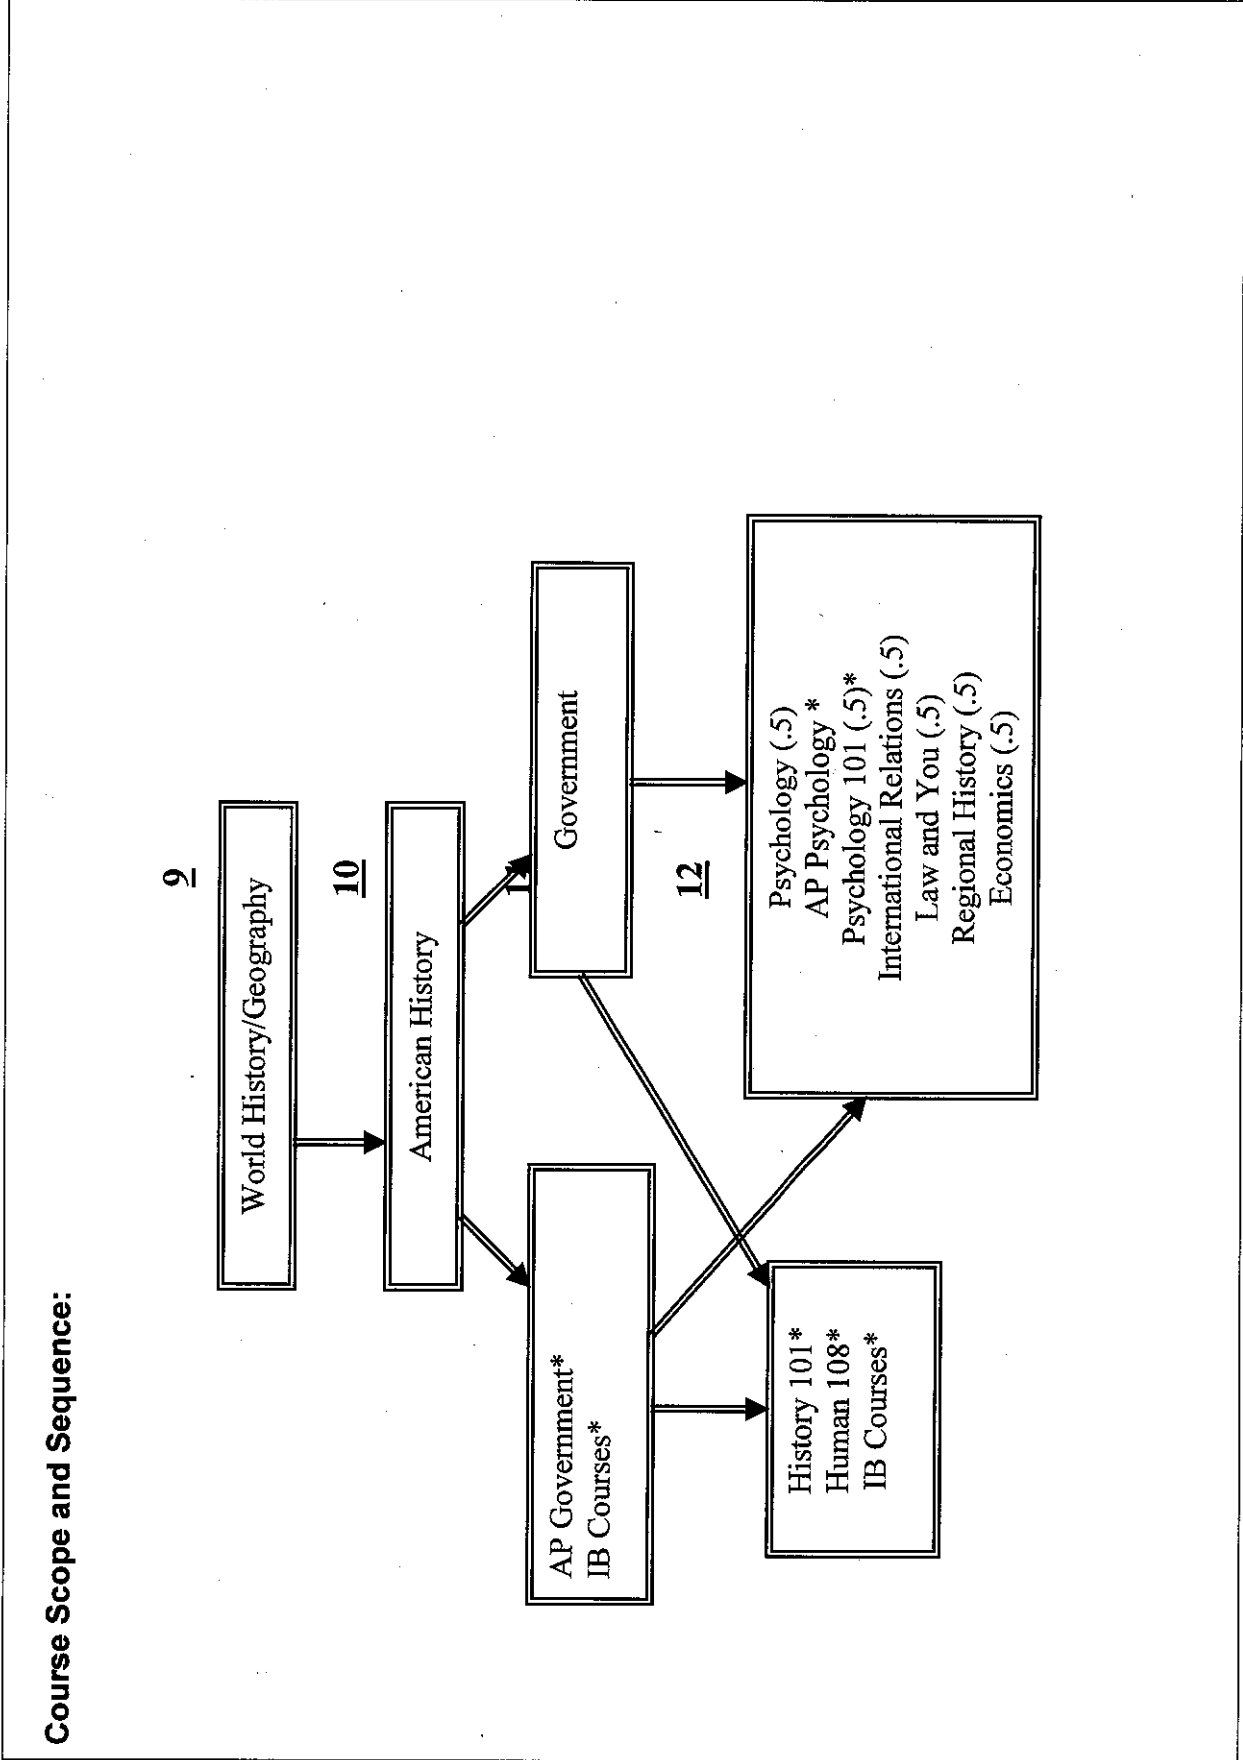 Course Scope and Sequence:
9
World History/Geography
10
American History
AP Government*
IB Courses*
Government
12
History 101*
Human 108*
IB Courses*
Psychology (.5)
AP Psychology *
Psychology 101 (.5)*
International Relations (.5)
Law and You (.5)
Regional History (.5)
Economics (.5)